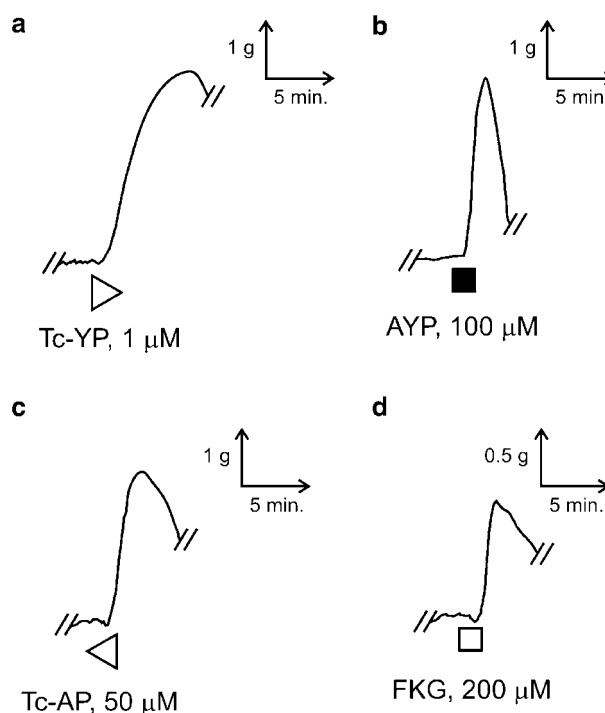 a
1 g
5 min.
Tc-YP, 1 μM
b
1 g
5 min.
AYP, 100 μM
c
1 g
5 min.
Tc-AP, 50 μM
d
0.5 g
5 min.
FKG, 200 μM